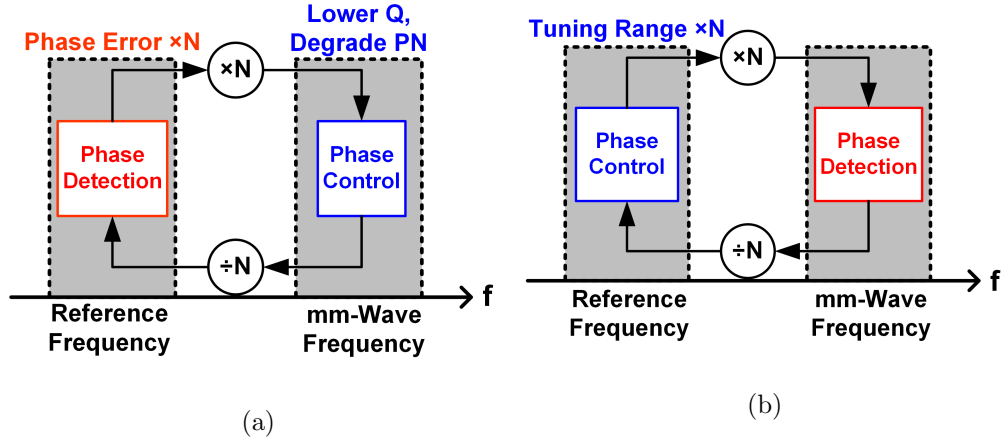 Phase Error ×N
Lower Q,
Degrade PN
×N
Phase
Detection
Phase
Control
÷N
f
Reference
Frequency
mm-Wave
Frequency
(a)
Tuning Range ×N
×N
Phase
Control
Phase
Detection
÷N
f
Reference
Frequency
mm-Wave
Frequency
(b)